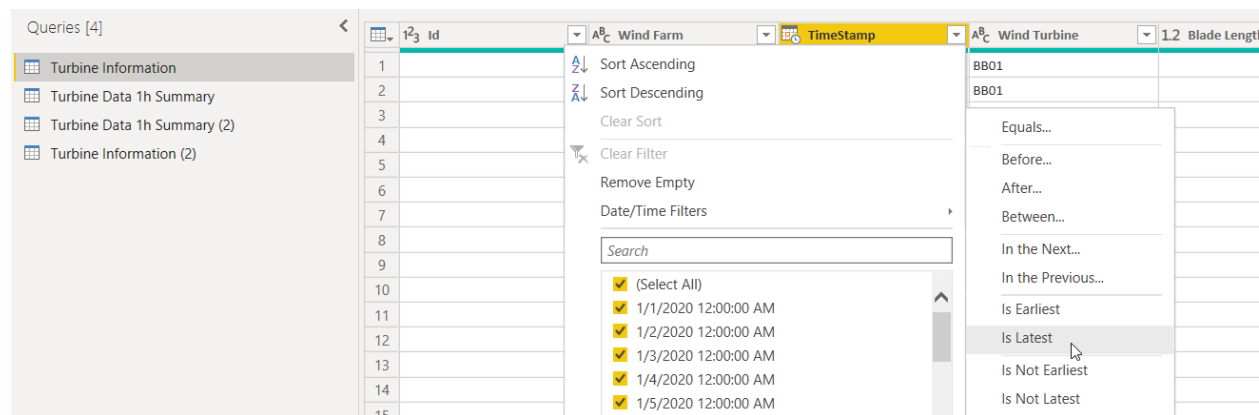 Queries [4]
Turbine Information
Turbine Data 1h Summary
Turbine Data 1h Summary (2)
Turbine Information (2)
1²3 Id
AᴮC Wind Farm
TimeStamp
AᴮC Wind Turbine
1.2 Blade Lengt
1
2
3
4
5
6
7
8
9
10
11
12
13
14
BB01
BB01
Sort Ascending
Sort Descending
Clear Sort
Clear Filter
Remove Empty
Date/Time Filters
Search
(Select All)
1/1/2020 12:00:00 AM
1/2/2020 12:00:00 AM
1/3/2020 12:00:00 AM
1/4/2020 12:00:00 AM
1/5/2020 12:00:00 AM
Equals...
Before...
After...
Between...
In the Next...
In the Previous...
Is Earliest
Is Latest
Is Not Earliest
Is Not Latest